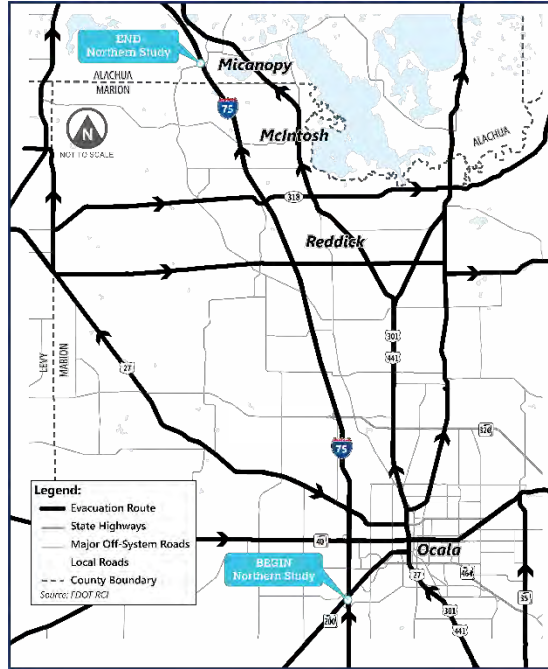 END
Northern Study
Micanopy
ALACHUA
MARION
75
McIntosh
N
NOT TO SCALE
ALACHUA
318
Reddick
301
441
LEVY
MARION
27
326
75
Legend:
Evacuation Route
State Highways
Major Off-System Roads
Local Roads
County Boundary
Source: FDOT RCI
40
Ocala
BEGIN
Northern Study
27
464
35
200
301
441